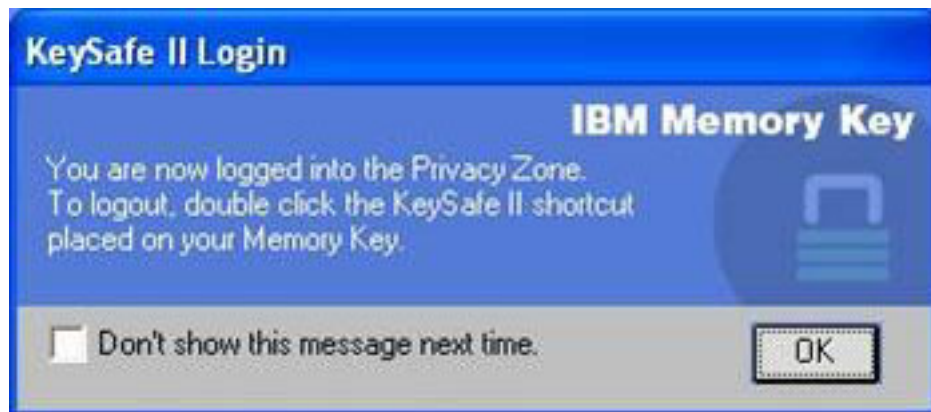 KeySafe II Login
IBM Memory Key
You are now logged into the Privacy Zone.
To logout, double click the KeySafe II shortcut
placed on your Memory Key.
Don't show this message next time.
OK